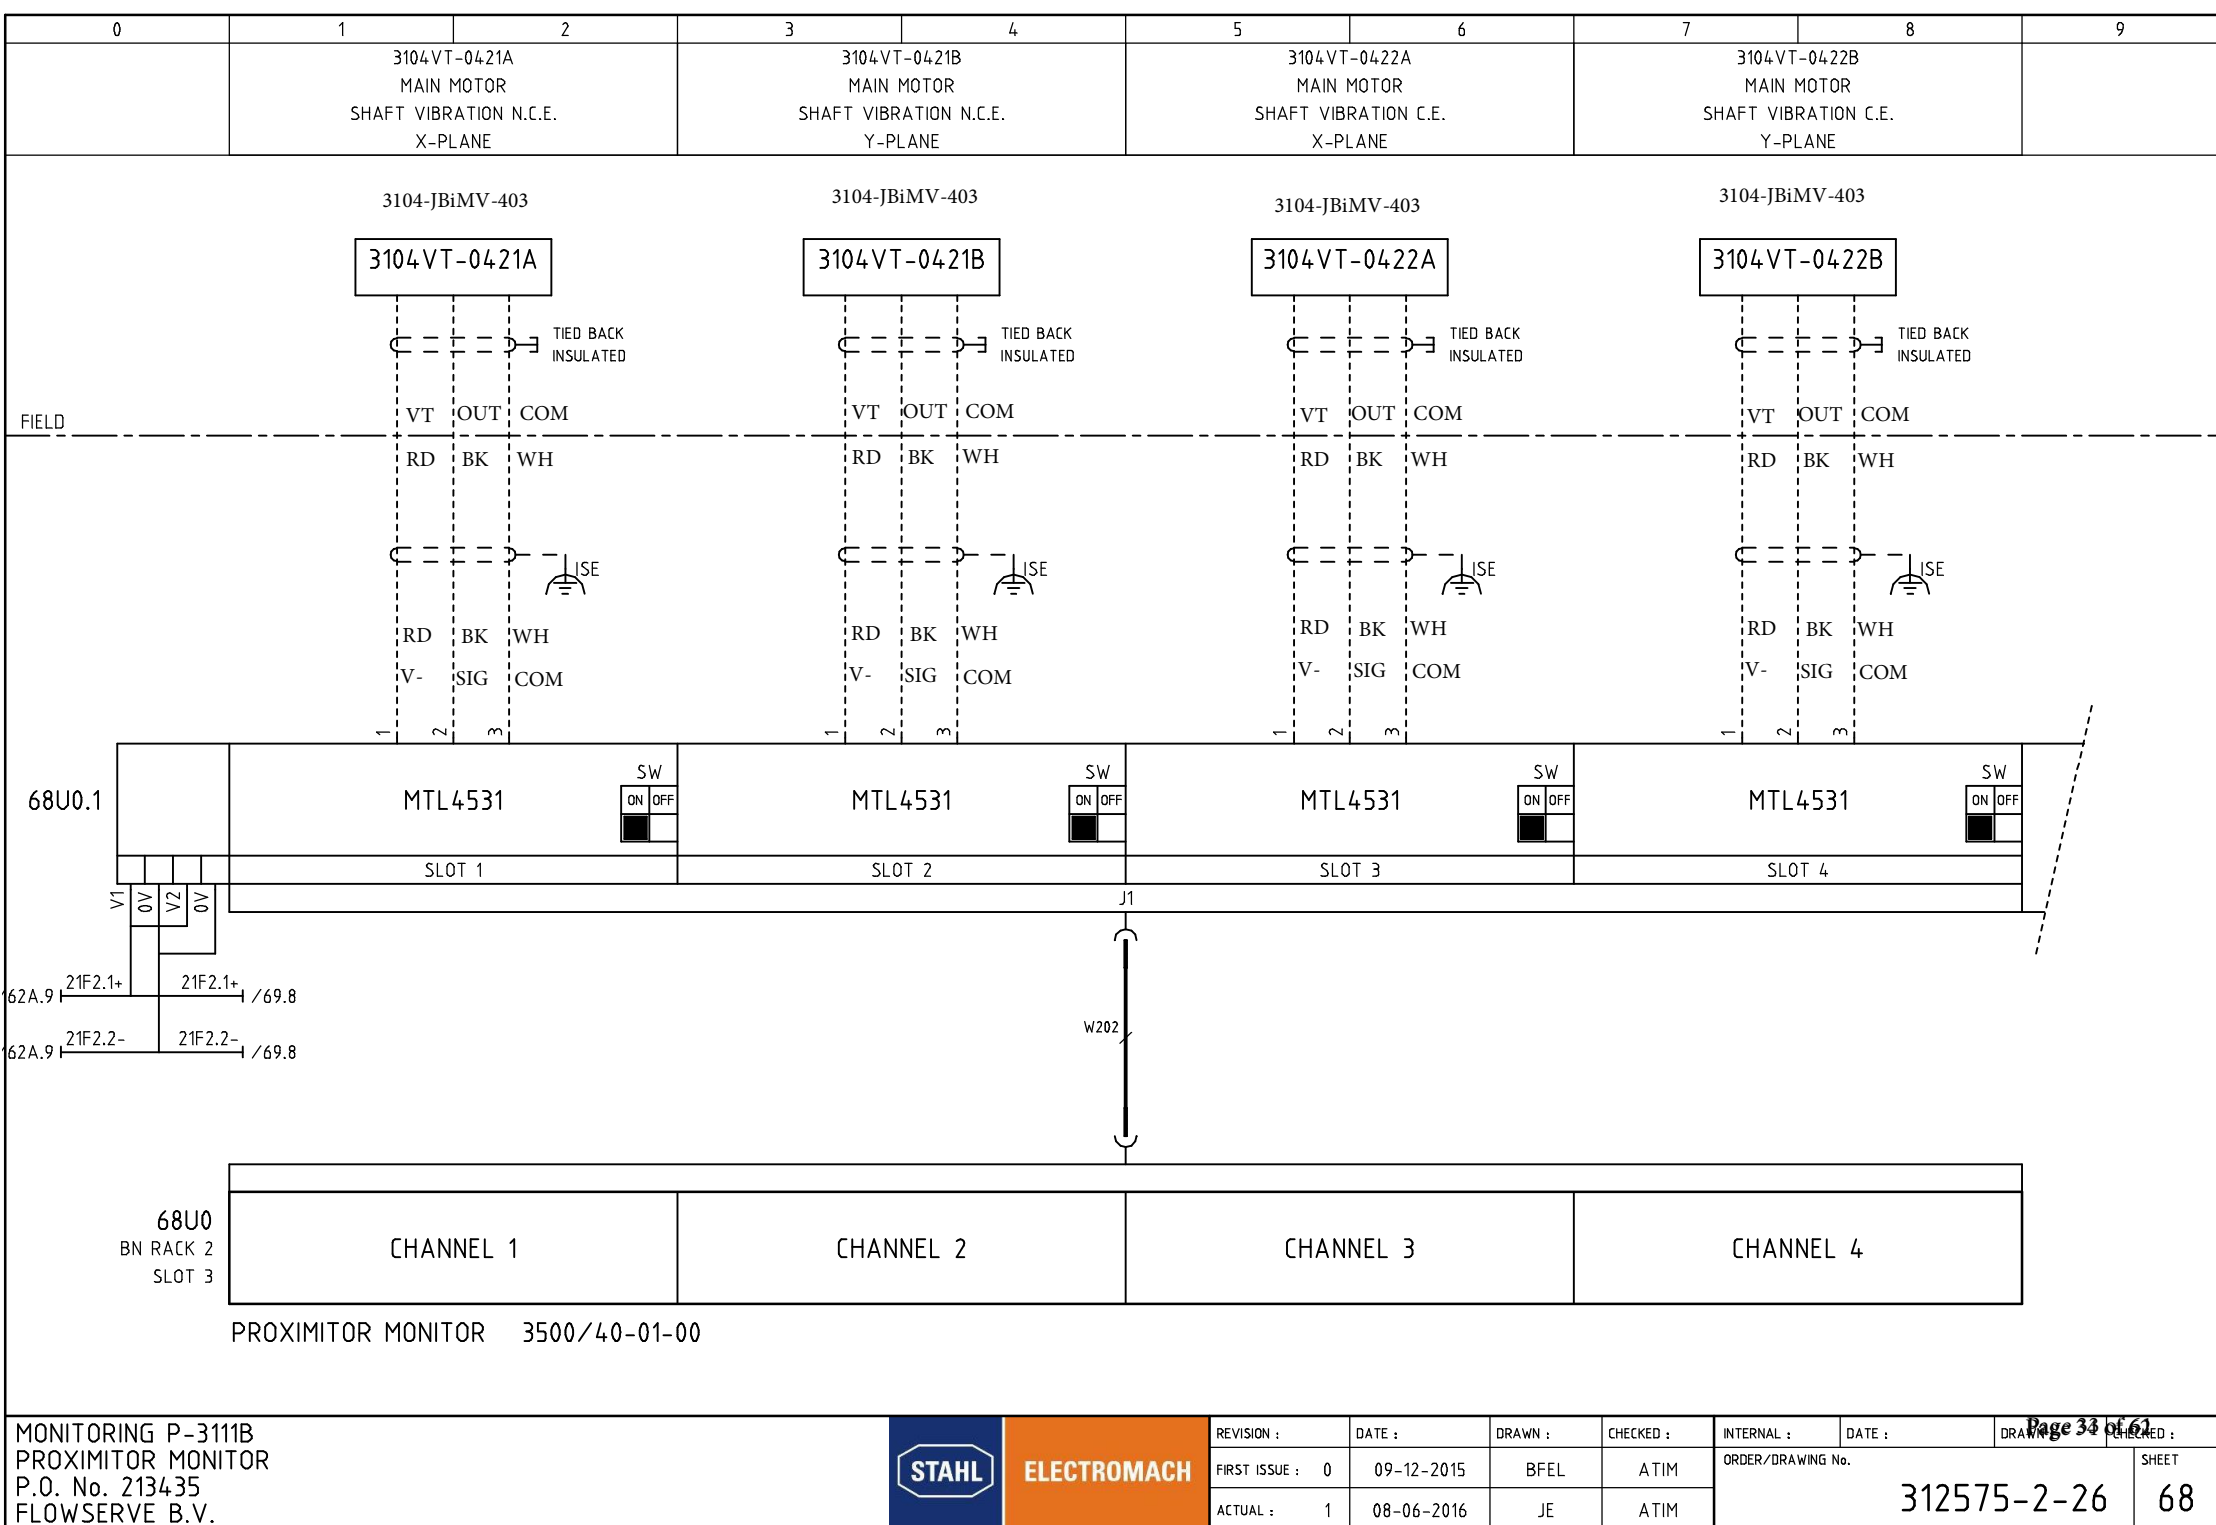 0 1 2 3 4 5 6 7 8 9
3104VT-0421A
MAIN MOTOR
SHAFT VIBRATION N.C.E.
X-PLANE
3104VT-0421B
MAIN MOTOR
SHAFT VIBRATION N.C.E.
Y-PLANE
3104VT-0422A
MAIN MOTOR
SHAFT VIBRATION C.E.
X-PLANE
3104VT-0422B
MAIN MOTOR
SHAFT VIBRATION C.E.
Y-PLANE
3104-JBiMV-403 3104-JBiMV-403 3104-JBiMV-403 3104-JBiMV-403
3104VT-0421A 3104VT-0421B 3104VT-0422A 3104VT-0422B
TIED BACK TIED BACK TIED BACK TIED BACK
INSULATED INSULATED INSULATED INSULATED
FIELD VT OUT COM VT OUT COM VT OUT COM VT OUT COM
RD BK WH RD BK WH RD BK WH RD BK WH
ISE ISE ISE ISE
RD BK WH RD BK WH RD BK WH RD BK WH
V- SIG COM V- SIG COM V- SIG COM V- SIG COM
1 2 3 1 2 3 1 2 3 1 2 3
SW SW SW SW
68U0.1 MTL4531 ON OFF MTL4531 ON OFF MTL4531 ON OFF MTL4531 ON OFF
SLOT 1 SLOT 2 SLOT 3 SLOT 4
V1 0V V2 0V J1
62A.9 21F2.1+ 21F2.1+ /69.8
W202
62A.9 21F2.2- 21F2.2- /69.8
68U0
BN RACK 2
SLOT 3
CHANNEL 1 CHANNEL 2 CHANNEL 3 CHANNEL 4
PROXIMITOR MONITOR 3500/40-01-00
MONITORING P-3111B
PROXIMITOR MONITOR
P.O. No. 213435
FLOWSERVE B.V.
STAHL ELECTROMACH
REVISION : DATE : DRAWN : CHECKED : INTERNAL : DATE :
FIRST ISSUE : 0 09-12-2015 BFEL ATIM
ACTUAL : 1 08-06-2016 JE ATIM
ORDER/DRAWING No. SHEET
312575-2-26 68